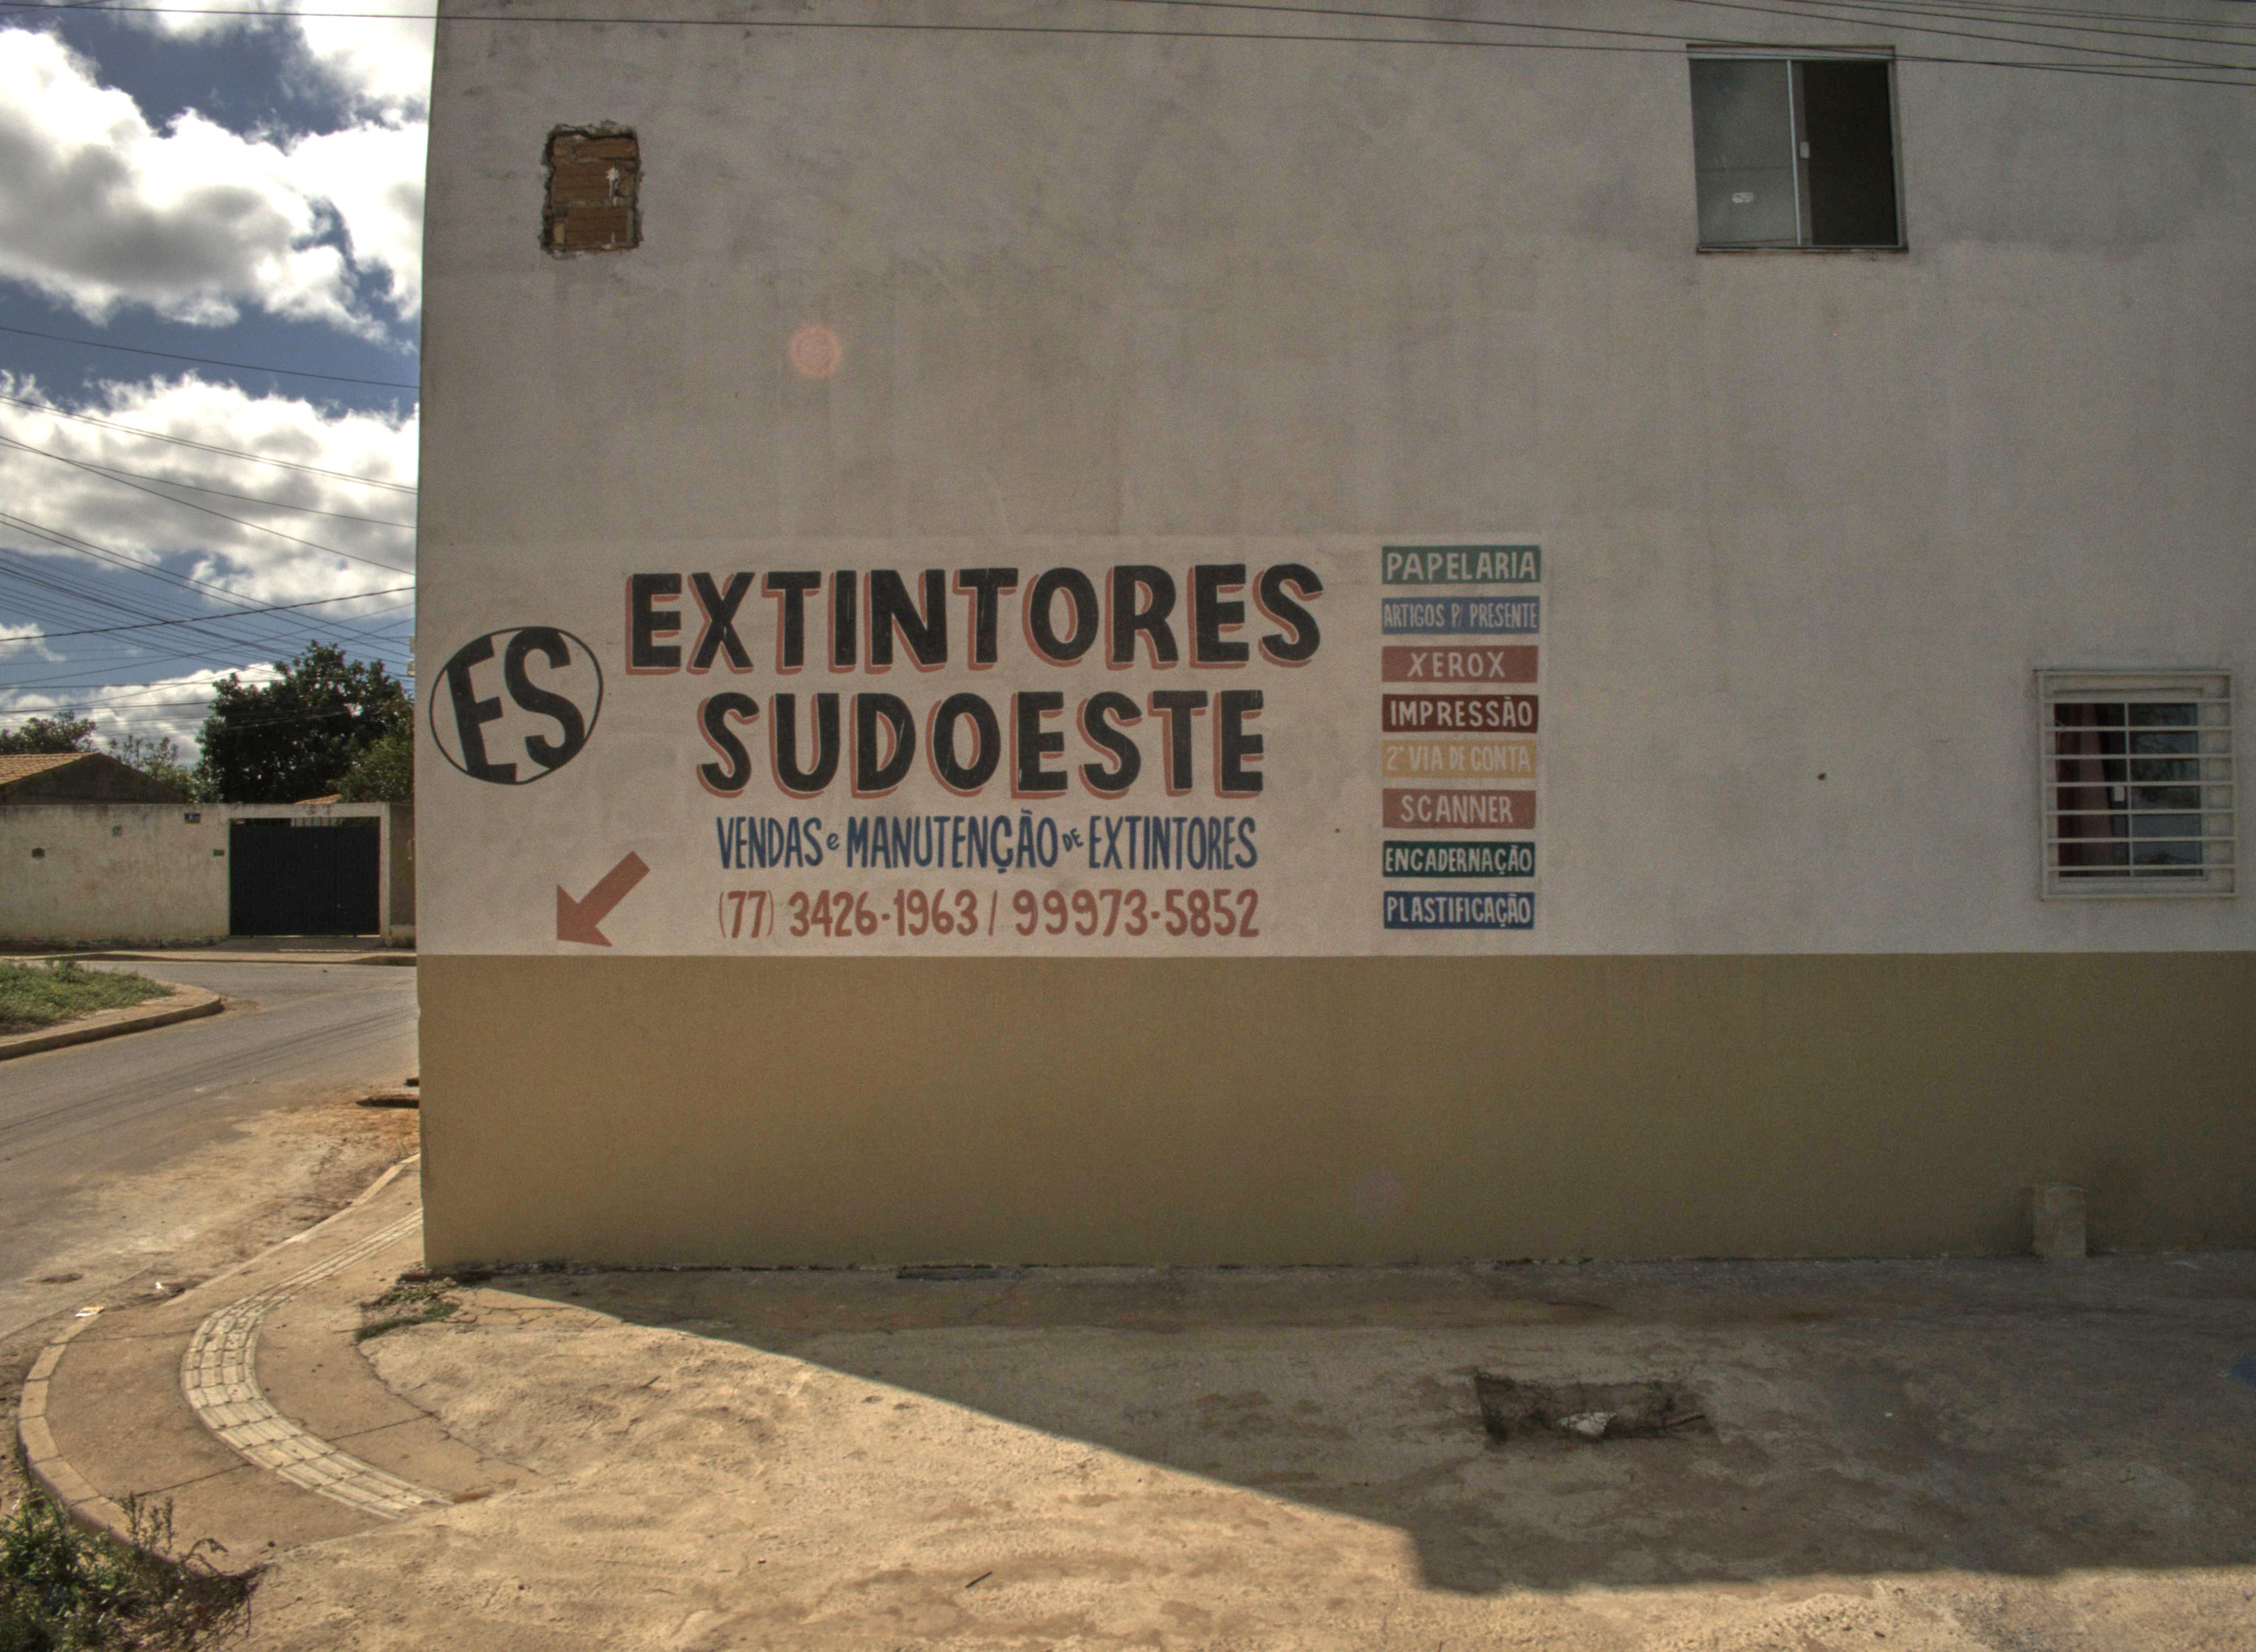 ES
EXTINTORES
SUDOESTE
VENDAS e MANUTENÇÃO DE EXTINTORES
(77) 3426-1963 / 99973-5852
PAPELARIA
ARTIGOS P/ PRESENTE
XEROX
IMPRESSÃO
2ª VIA DE CONTA
SCANNER
ENCADERNAÇÃO
PLASTIFICAÇÃO